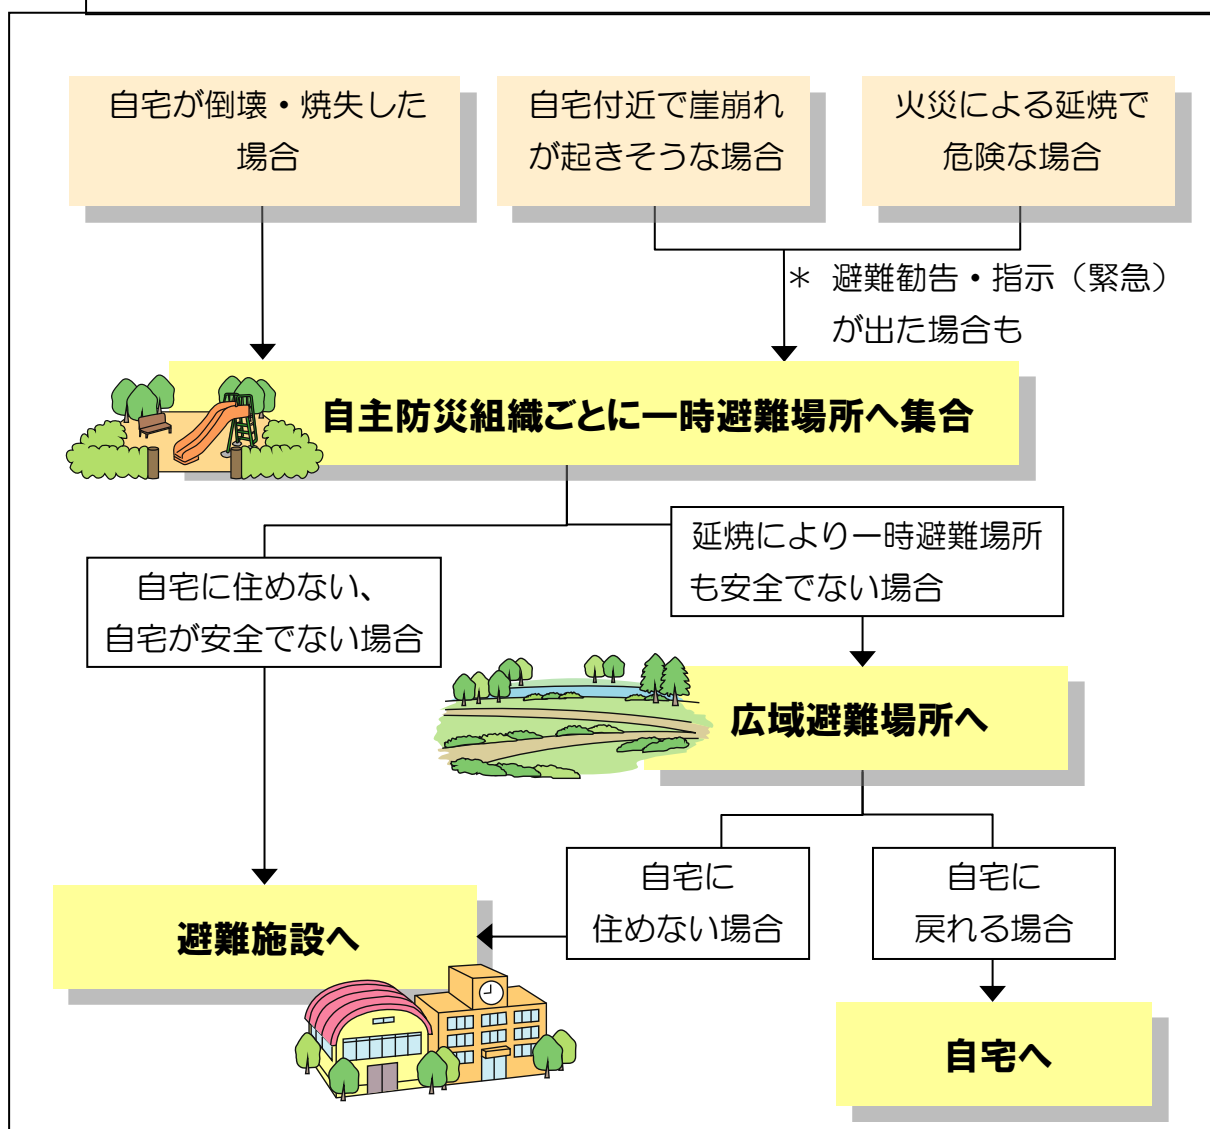 自宅が倒壊・焼失した
場合
自宅付近で崖崩れ
が起きそうな場合
火災による延焼で
危険な場合
＊ 避難勧告・指示（緊急）
が出た場合も
自主防災組織ごとに一時避難場所へ集合
延焼により一時避難場所
も安全でない場合
自宅に住めない、
自宅が安全でない場合
広域避難場所へ
自宅に
住めない場合
自宅に
戻れる場合
避難施設へ
自宅へ